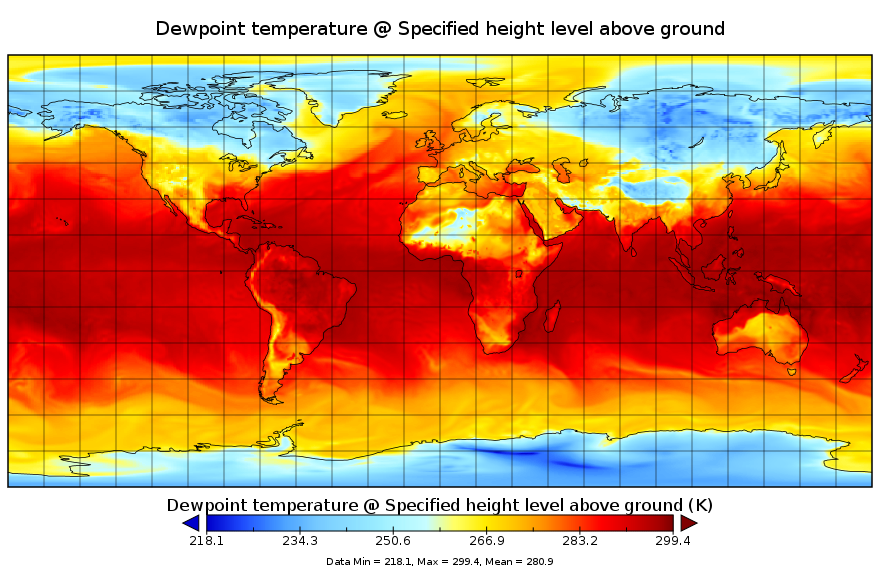 Dewpoint temperature @ Specified height level above ground
Dewpoint temperature @ Specified height level above ground (K)
218.1 234.3 250.6 266.9 283.2 299.4
Data Min = 218.1, Max = 299.4, Mean = 280.9